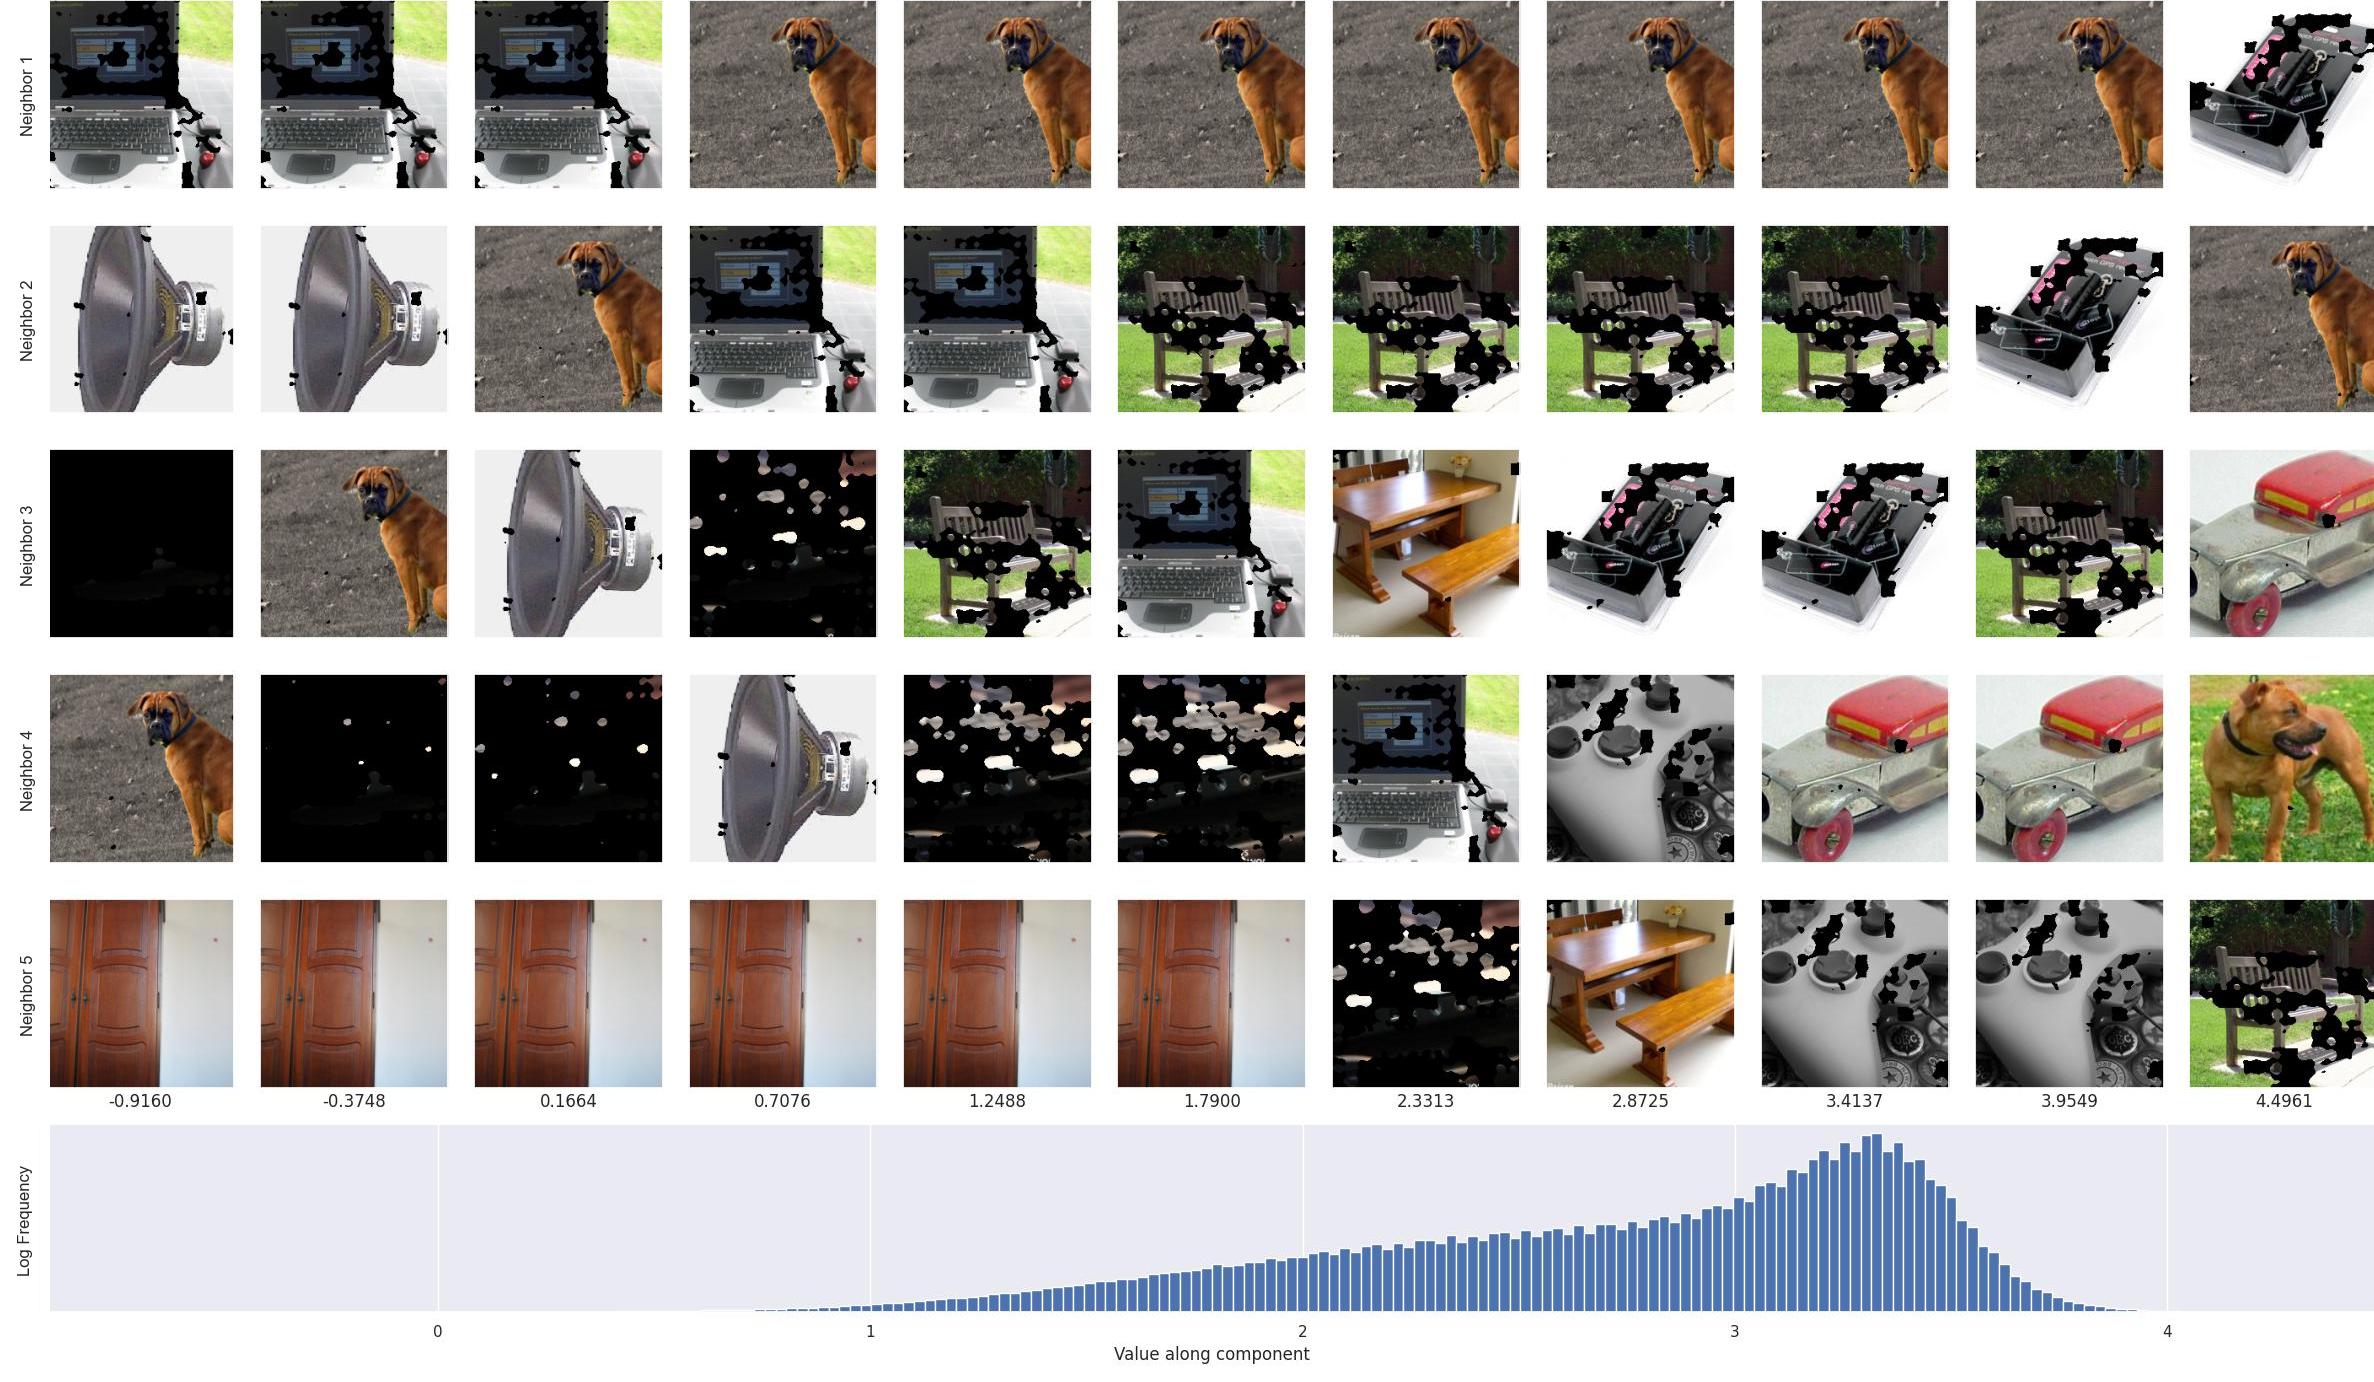 Neighbor 1
Neighbor 2
Neighbor 3
Neighbor 4
Neighbor 5
-0.9160 -0.3748 0.1664 0.7076 1.2488 1.7900 2.3313 2.8725 3.4137 3.9549 4.4961
Log Frequency
0 1 2 3 4
Value along component